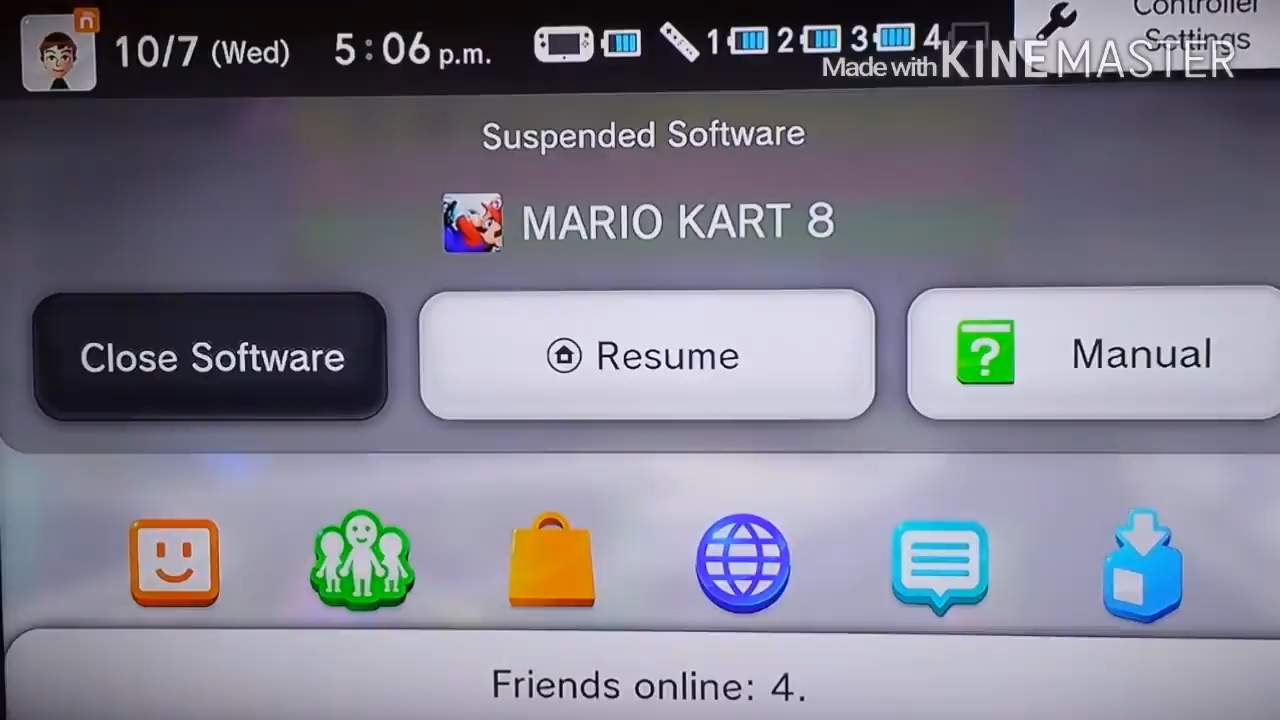 10/7 (Wed) 5:06 p.m. 1 2 3 4
Controller
Settings
Made with KINEMASTER
Suspended Software
MARIO KART 8
Close Software
Resume
? Manual
Friends online: 4.